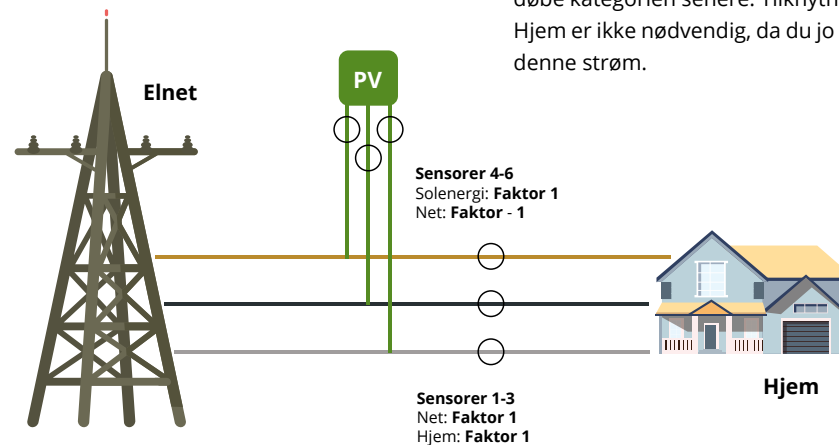 døbe kategorien senere. Tilknytn
Hjem er ikke nødvendig, da du jo
denne strøm.
Elnet
PV
Sensorer 4-6
Solenergi: Faktor 1
Net: Faktor - 1
Sensorer 1-3
Net: Faktor 1
Hjem: Faktor 1
Hjem